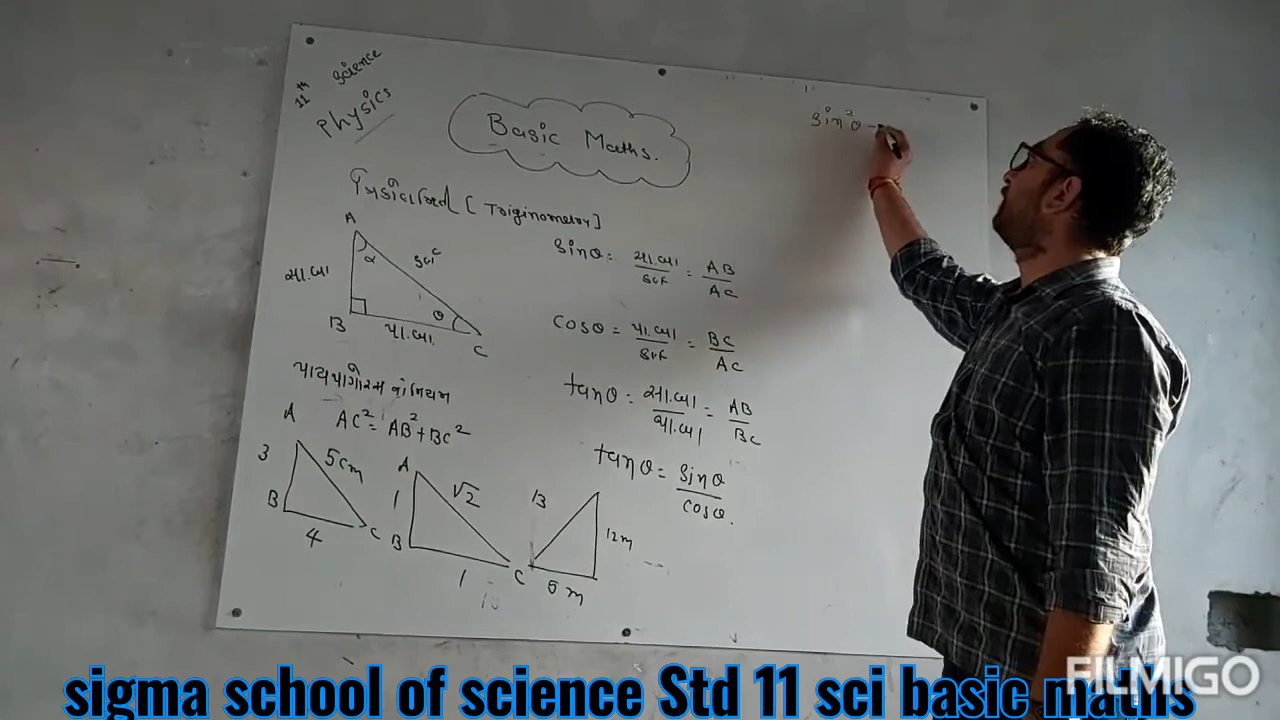 11th Science
Physics
Basic Maths.
ત્રિકોણમિતિ [Triginometory]
A
α
કર્ણ
સા.બા
θ
B
પા.બા.
C
પાયથાગોરસ નો નિયમ
AC² = AB² + BC²
A
3
5cm
B
4
C
A
1
√2
B
1
C
13
12m
5 m
sinθ = સા.બા / કર્ણ = AB / AC
cosθ = પા.બા / કર્ણ = BC / AC
tanθ = સા.બા / પા.બા = AB / BC
tanθ = sinθ / cosθ.
sin²θ
sigma school of science Std 11 sci basic maths
FILMIGO